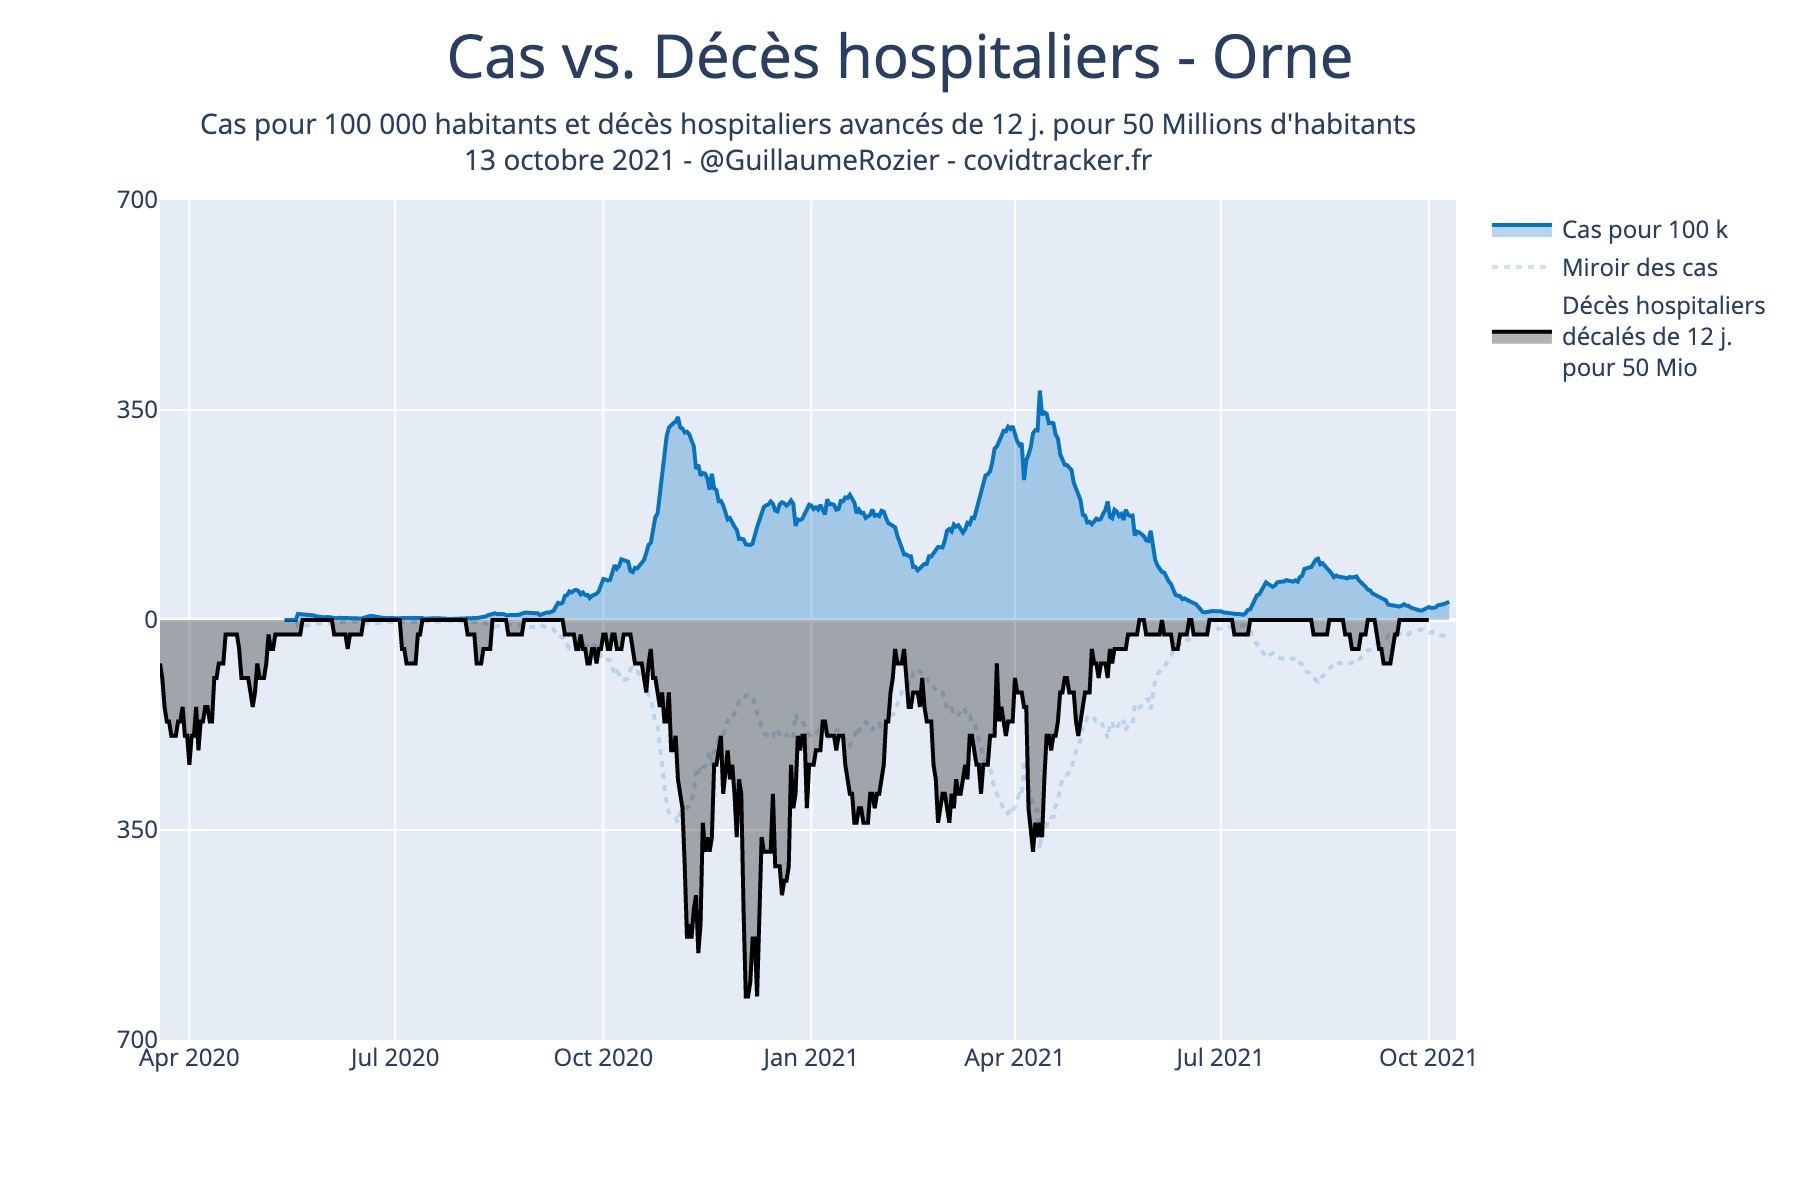 Cas vs. Décès hospitaliers - Orne
Cas pour 100 000 habitants et décès hospitaliers avancés de 12 j. pour 50 Millions d'habitants
13 octobre 2021 - @GuillaumeRozier - covidtracker.fr
700
350
0
350
700
Apr 2020
Jul 2020
Oct 2020
Jan 2021
Apr 2021
Jul 2021
Oct 2021
Cas pour 100 k
Miroir des cas
Décès hospitaliers
décalés de 12 j.
pour 50 Mio